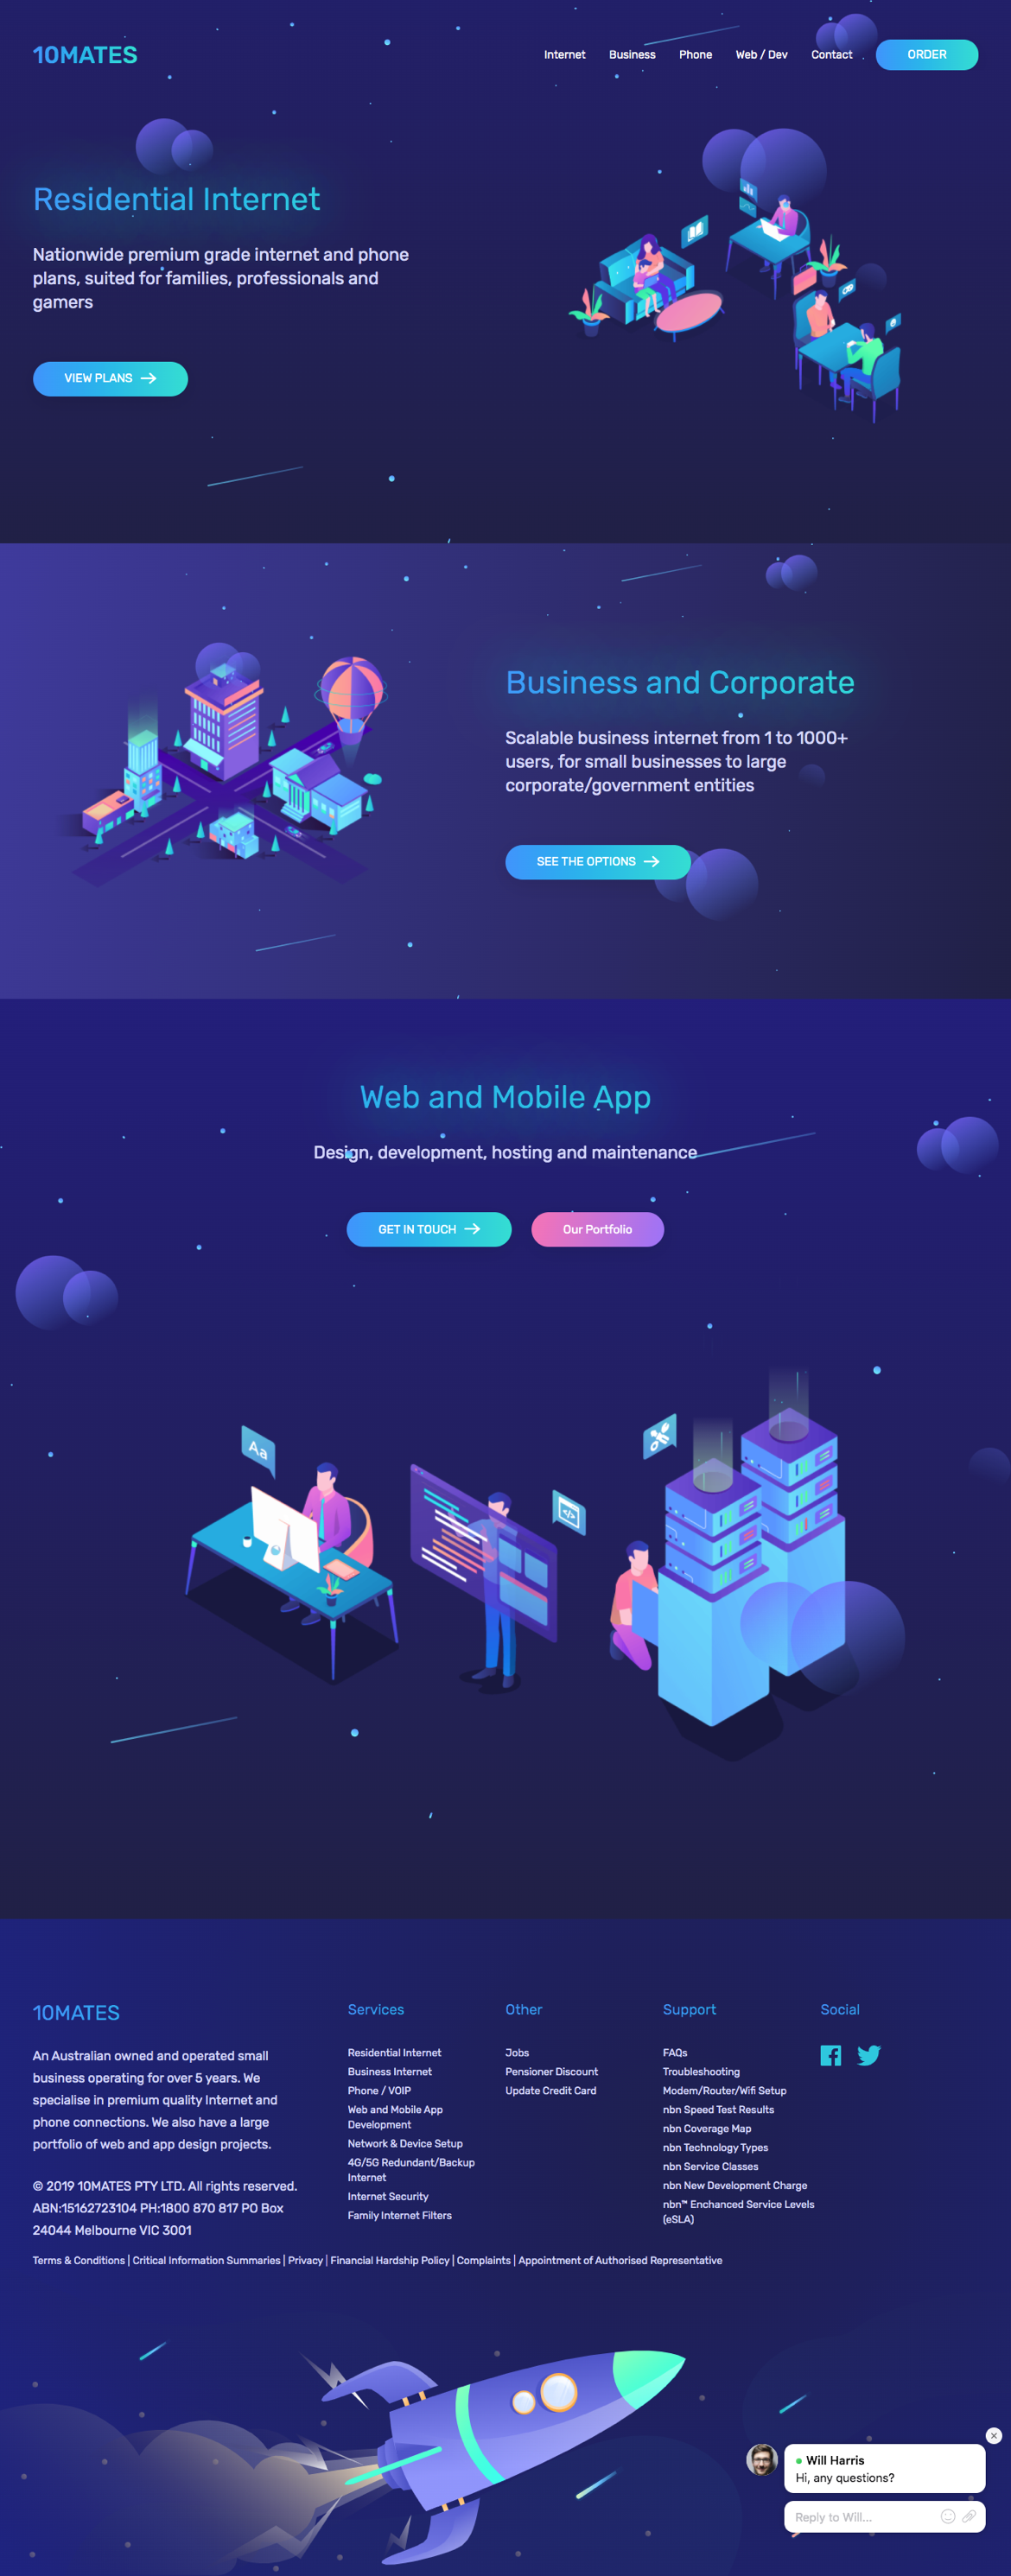 10MATES
Internet Business Phone Web / Dev Contact ORDER
Residential Internet
Nationwide premium grade internet and phone
plans, suited for families, professionals and
gamers
VIEW PLANS
Business and Corporate
Scalable business internet from 1 to 1000+
users, for small businesses to large
corporate/government entities
SEE THE OPTIONS
Web and Mobile App
Design, development, hosting and maintenance
GET IN TOUCH
Our Portfolio
Aa
</>
10MATES
An Australian owned and operated small
business operating for over 5 years. We
specialise in premium quality Internet and
phone connections. We also have a large
portfolio of web and app design projects.
© 2019 10MATES PTY LTD. All rights reserved.
ABN:15162723104 PH:1800 870 817 PO Box
24044 Melbourne VIC 3001
Services
Residential Internet
Business Internet
Phone / VOIP
Web and Mobile App
Development
Network & Device Setup
4G/5G Redundant/Backup
Internet
Internet Security
Family Internet Filters
Other
Jobs
Pensioner Discount
Update Credit Card
Support
FAQs
Troubleshooting
Modem/Router/Wifi Setup
nbn Speed Test Results
nbn Coverage Map
nbn Technology Types
nbn Service Classes
nbn New Development Charge
nbn™ Enchanced Service Levels
(eSLA)
Social
Terms & Conditions | Critical Information Summaries | Privacy | Financial Hardship Policy | Complaints | Appointment of Authorised Representative
Will Harris
Hi, any questions?
Reply to Will...